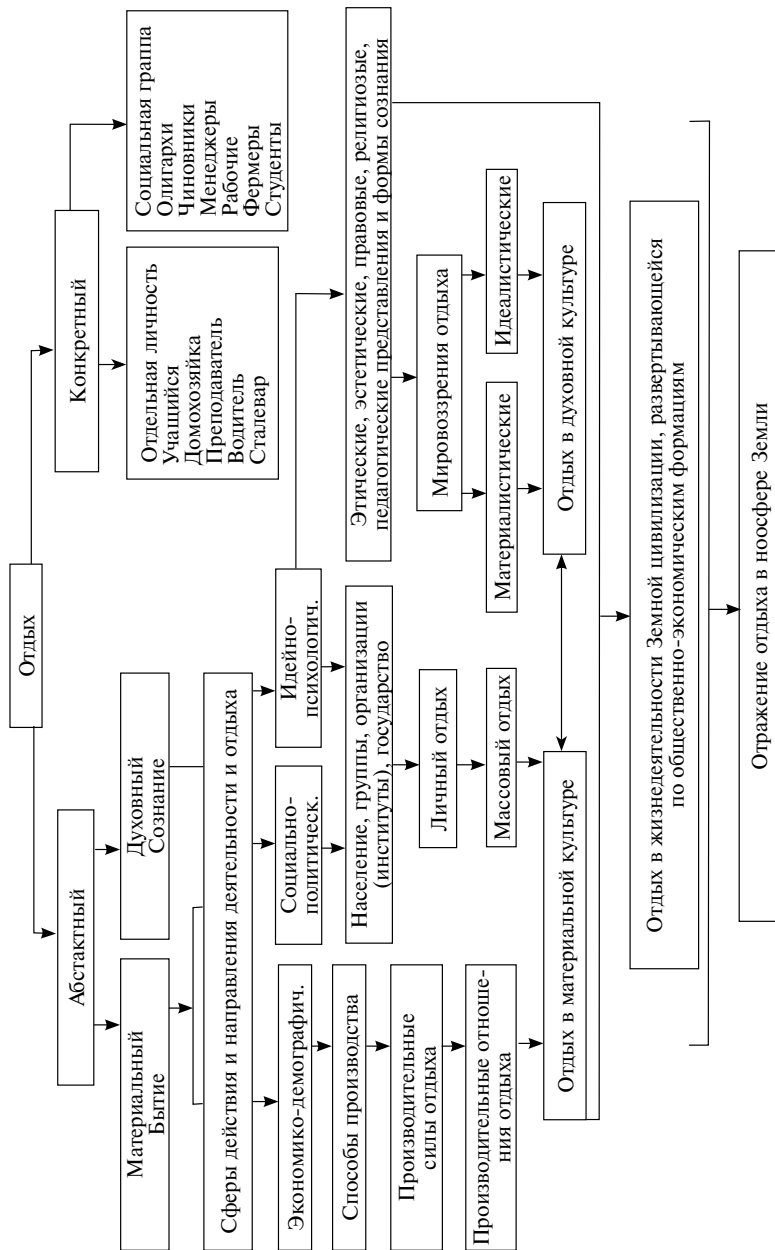 Отдых
Абстактный
Конкретный
Материальный
Бытие
Духовный
Сознание
Отдельная личность
Учащийся
Домохозяйка
Преподаватель
Водитель
Сталевар
Социальная граппа
Олигархи
Чиновники
Менеджеры
Рабочие
Фермеры
Студенты
Сферы действия и направления деятельности и отдыха
Экономико-демографич.
Социально-
политическ.
Идейно-
психологич.
Способы производства
Население, группы, организации
(институты), государство
Этические, эстетические, правовые, религиозые,
педагогические представления и формы сознания
Производительные
силы отдыха
Личный отдых
Мировоззрения отдыха
Производительные отноше-
ния отдыха
Массовый отдых
Материалистические
Идеалистические
Отдых в материальной культуре
Отдых в духовной культуре
Отдых в жизнедеятельности Земной цивилизации, развертывающейся
по общественно-экономическим формациям
Отражение отдыха в ноосфере Земли